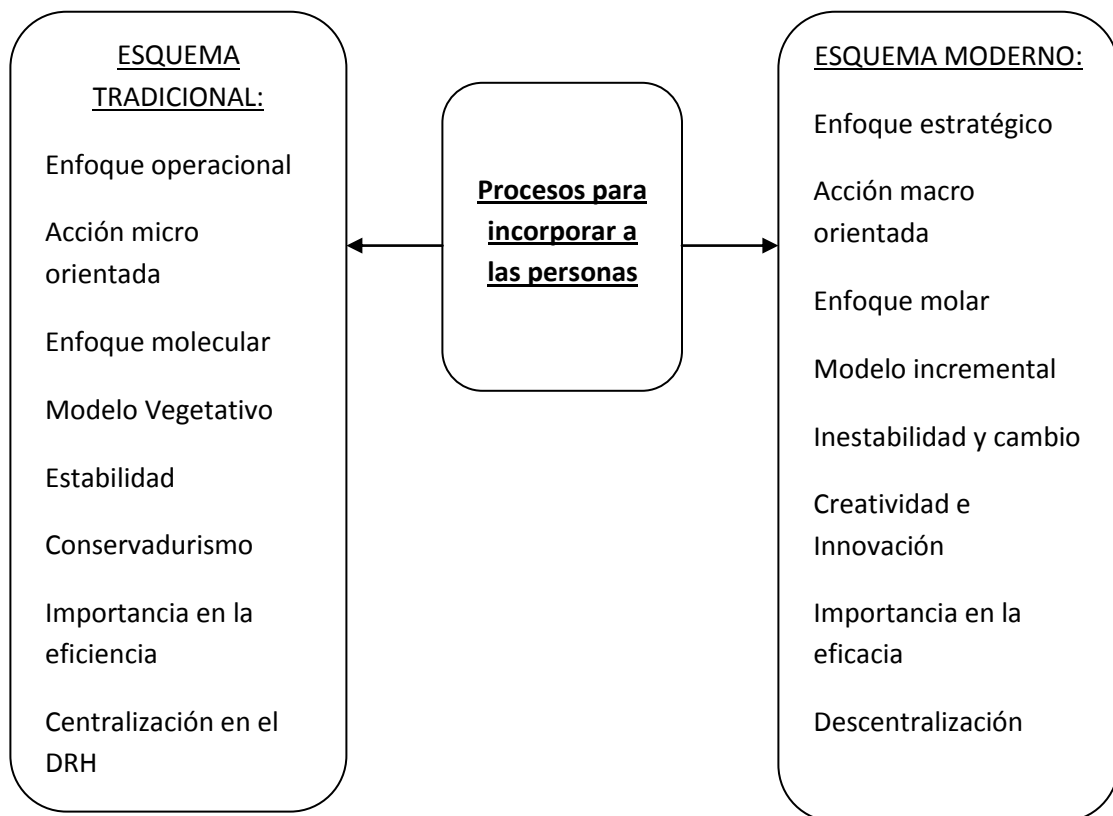 ESQUEMA
TRADICIONAL:
Enfoque operacional
Acción micro
orientada
Enfoque molecular
Modelo Vegetativo
Estabilidad
Conservadurismo
Importancia en la
eficiencia
Centralización en el
DRH
Procesos para
incorporar a
las personas
ESQUEMA MODERNO:
Enfoque estratégico
Acción macro
orientada
Enfoque molar
Modelo incremental
Inestabilidad y cambio
Creatividad e
Innovación
Importancia en la
eficacia
Descentralización